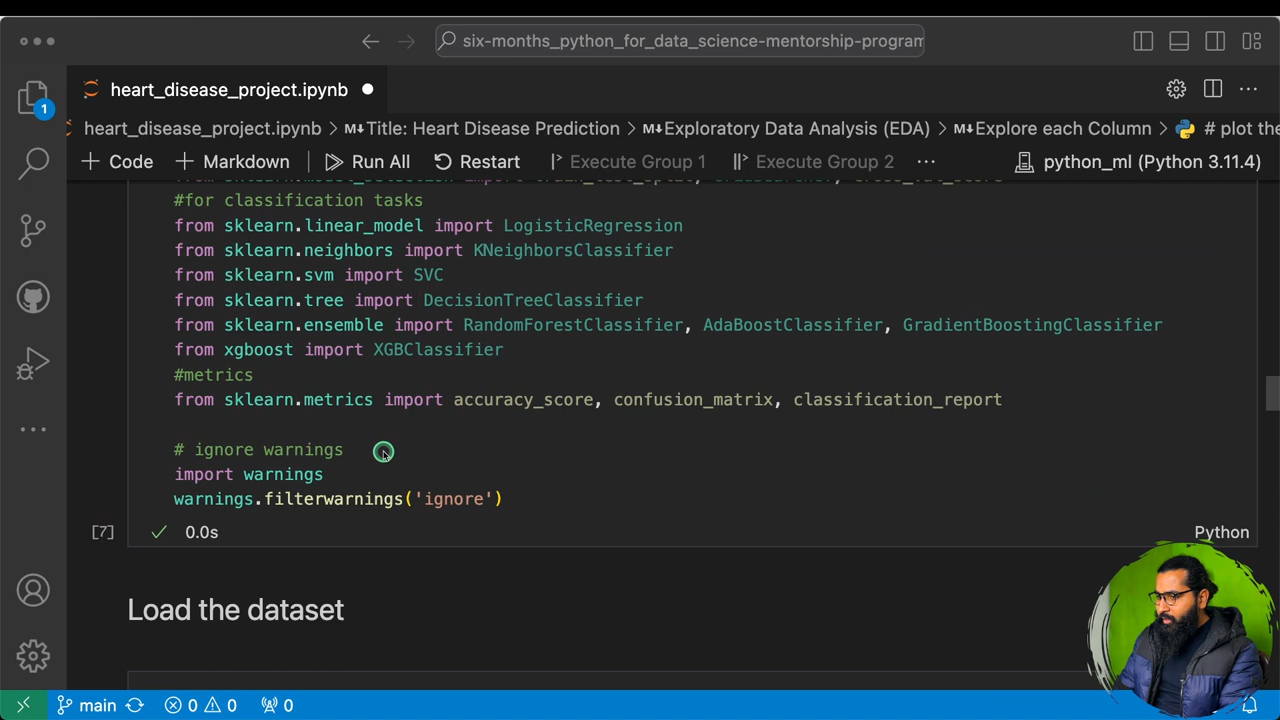 six-months_python_for_data_science-mentorship-program
heart_disease_project.ipynb
heart_disease_project.ipynb > M↓Title: Heart Disease Prediction > M↓Exploratory Data Analysis (EDA) > M↓Explore each Column > # plot the
+ Code + Markdown Run All Restart Execute Group 1 Execute Group 2 ... python_ml (Python 3.11.4)
#for classification tasks
from sklearn.linear_model import LogisticRegression
from sklearn.neighbors import KNeighborsClassifier
from sklearn.svm import SVC
from sklearn.tree import DecisionTreeClassifier
from sklearn.ensemble import RandomForestClassifier, AdaBoostClassifier, GradientBoostingClassifier
from xgboost import XGBClassifier
#metrics
from sklearn.metrics import accuracy_score, confusion_matrix, classification_report
# ignore warnings
import warnings
warnings.filterwarnings('ignore')
[7] ✓ 0.0s Python
Load the dataset
1
main 0 0 0